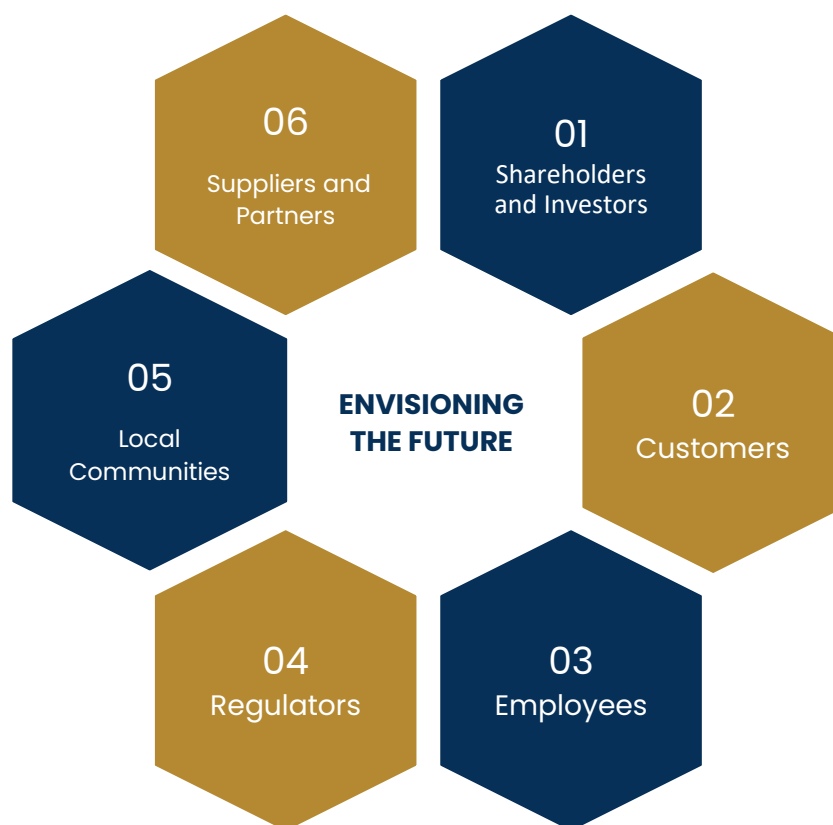 01
Shareholders
and Investors
02
Customers
03
Employees
04
Regulators
05
Local
Communities
06
Suppliers and
Partners
ENVISIONING
THE FUTURE